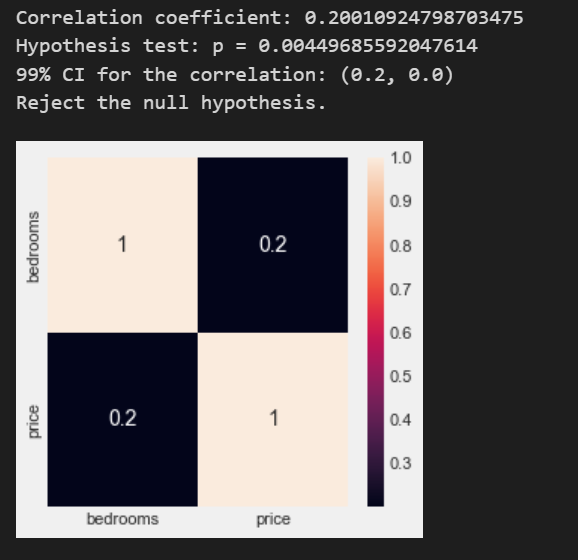 Correlation coefficient: 0.20010924798703475
Hypothesis test: p = 0.00449685592047614
99% CI for the correlation: (0.2, 0.0)
Reject the null hypothesis.
1.0
0.9
0.8
0.7
0.6
0.5
0.4
0.3
bedrooms
1
0.2
price
0.2
1
bedrooms
price